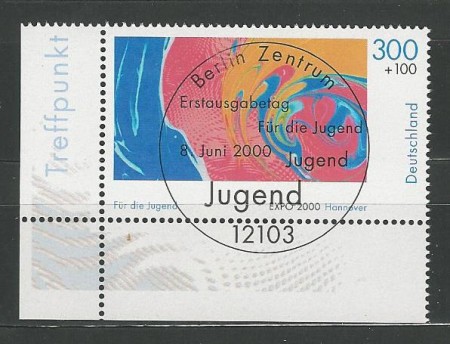 Treffpunkt
300
+100
Deutschland
Berlin Zentrum
Erstausgabetag
Für die Jugend
8. Juni 2000
Jugend
Jugend
12103
Für die Jugend
EXPO 2000 Hannover